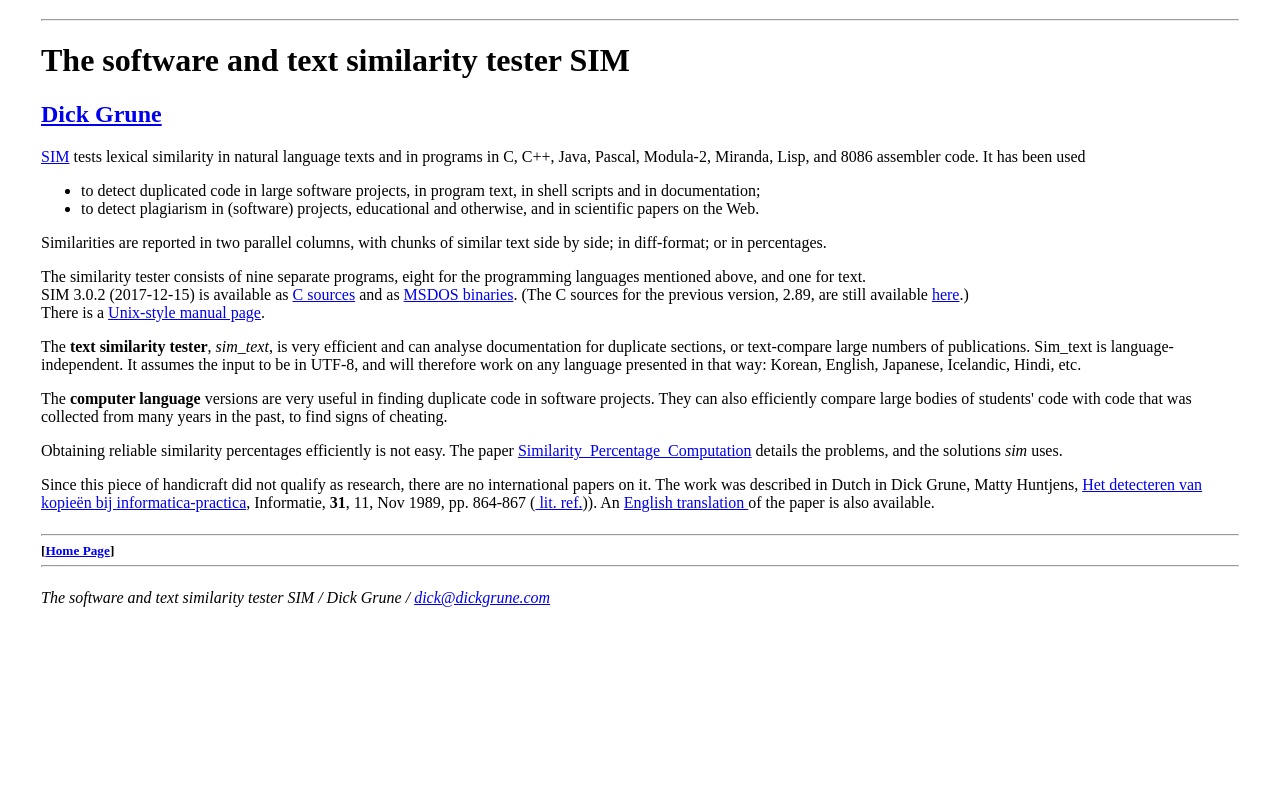 The software and text similarity tester SIM
Dick Grune
SIM tests lexical similarity in natural language texts and in programs in C, C++, Java, Pascal, Modula-2, Miranda, Lisp, and 8086 assembler code. It has been used
• to detect duplicated code in large software projects, in program text, in shell scripts and in documentation;
• to detect plagiarism in (software) projects, educational and otherwise, and in scientific papers on the Web.
Similarities are reported in two parallel columns, with chunks of similar text side by side; in diff-format; or in percentages.
The similarity tester consists of nine separate programs, eight for the programming languages mentioned above, and one for text.
SIM 3.0.2 (2017-12-15) is available as C sources and as MSDOS binaries. (The C sources for the previous version, 2.89, are still available here.)
There is a Unix-style manual page.
The text similarity tester, sim_text, is very efficient and can analyse documentation for duplicate sections, or text-compare large numbers of publications. Sim_text is language-
independent. It assumes the input to be in UTF-8, and will therefore work on any language presented in that way: Korean, English, Japanese, Icelandic, Hindi, etc.
The computer language versions are very useful in finding duplicate code in software projects. They can also efficiently compare large bodies of students' code with code that was
collected from many years in the past, to find signs of cheating.
Obtaining reliable similarity percentages efficiently is not easy. The paper Similarity_Percentage_Computation details the problems, and the solutions sim uses.
Since this piece of handicraft did not qualify as research, there are no international papers on it. The work was described in Dutch in Dick Grune, Matty Huntjens, Het detecteren van
kopieën bij informatica-practica, Informatie, 31, 11, Nov 1989, pp. 864-867 ( lit. ref.)). An English translation of the paper is also available.
[Home Page]
The software and text similarity tester SIM / Dick Grune / dick@dickgrune.com